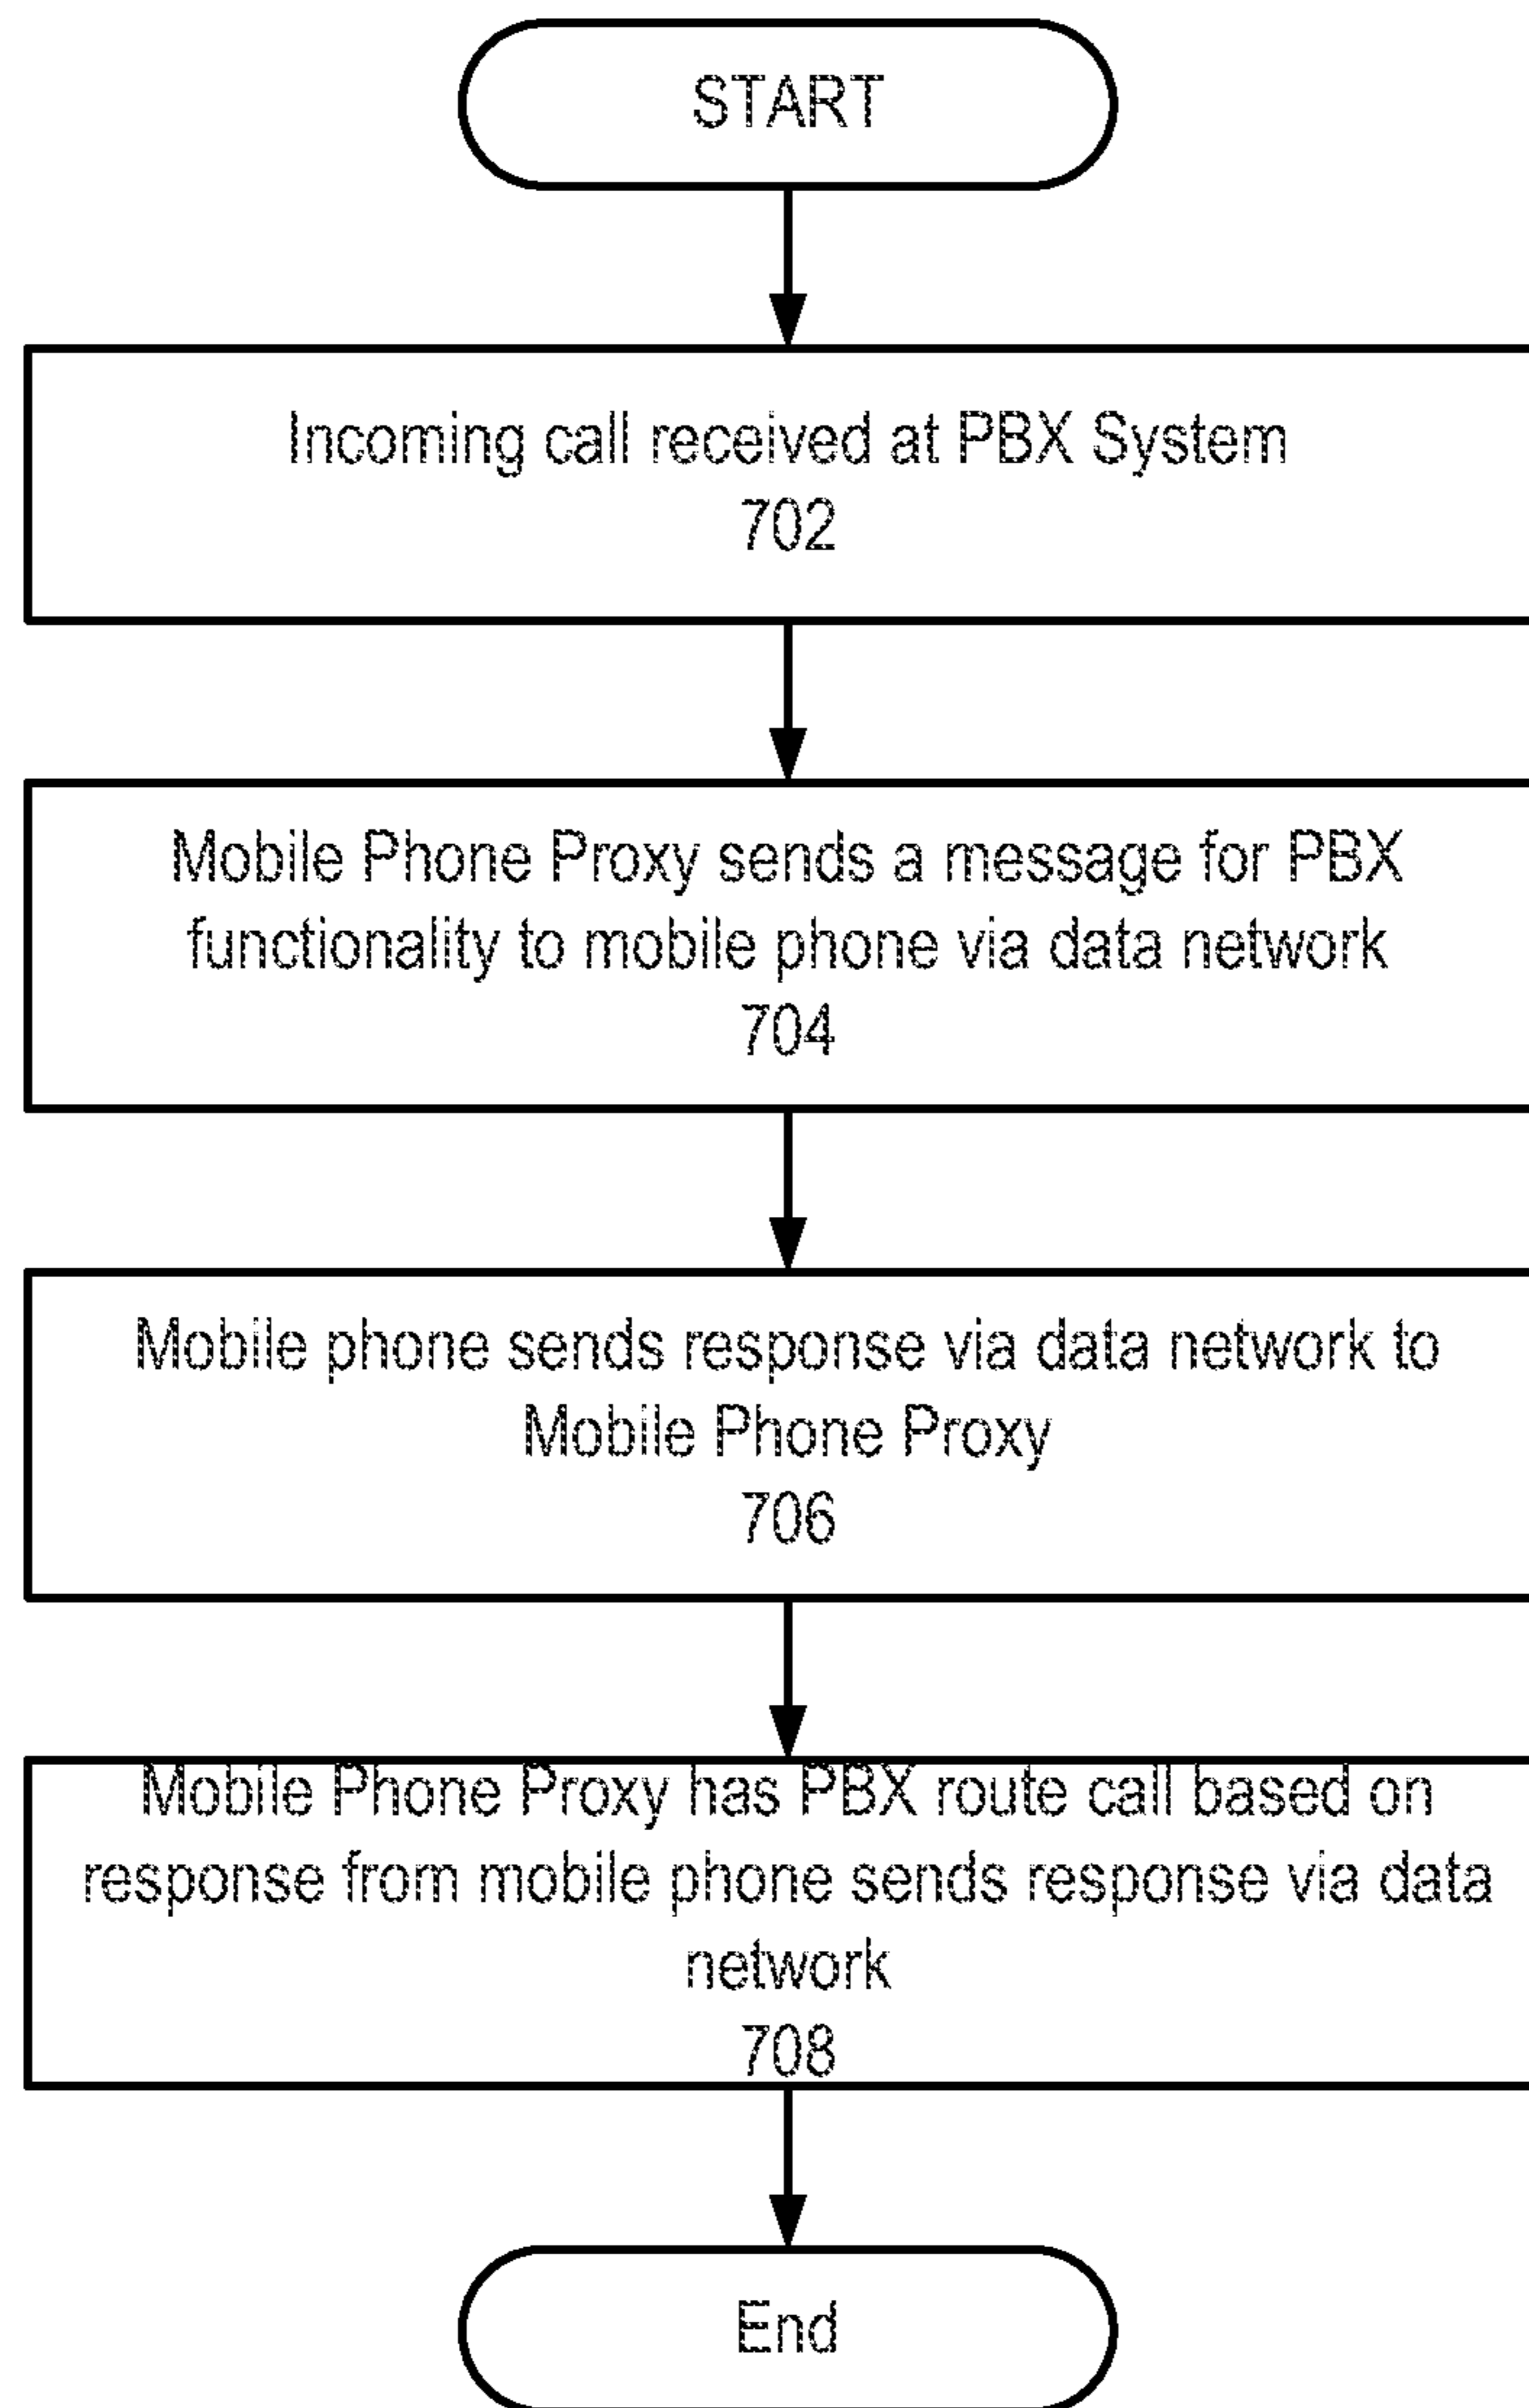 START
Incoming call received at PBX System
702
Mobile Phone Proxy sends a message for PBX
functionality to mobile phone via data network
704
Mobile phone sends response via data network to
Mobile Phone Proxy
706
Mobile Phone Proxy has PBX route call based on
response from mobile phone sends response via data
network
708
End